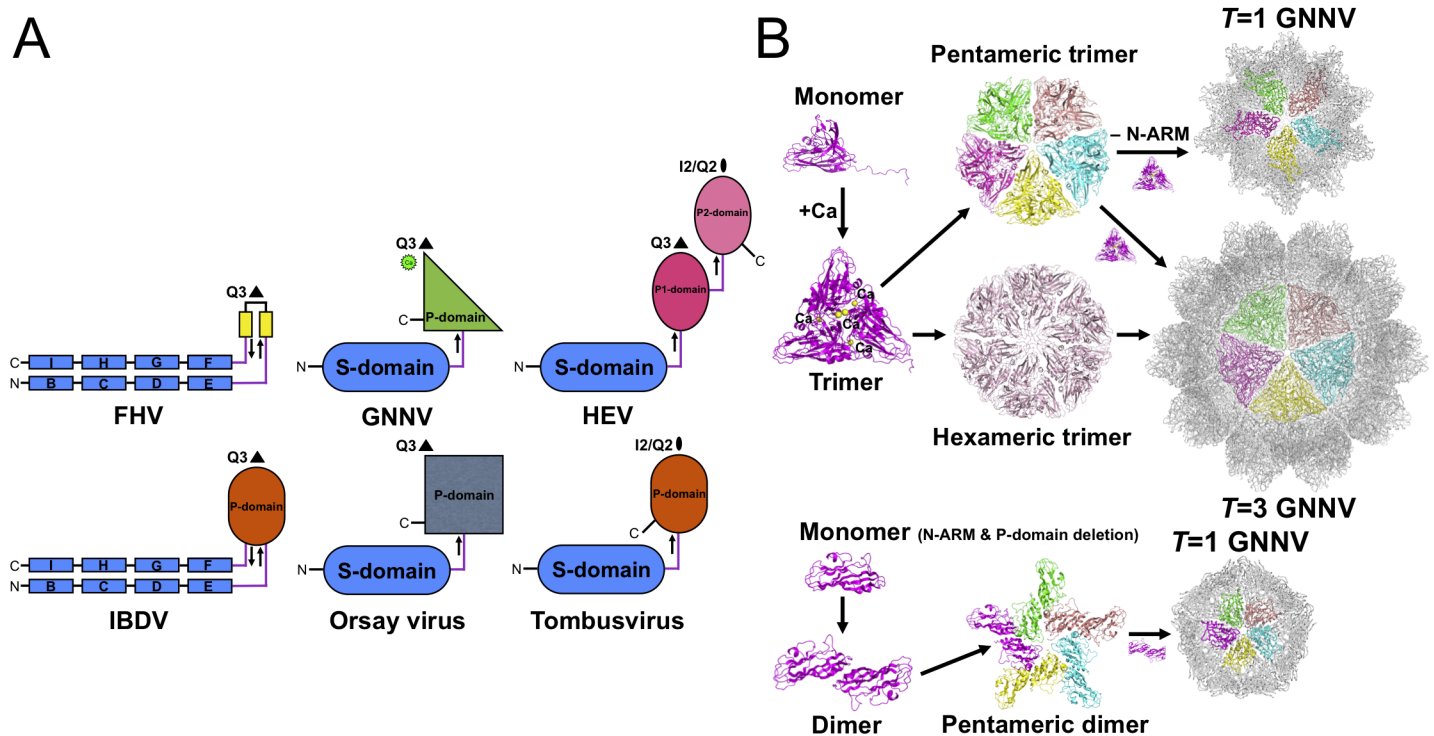 A
Q3
C I H G F
N B C D E
FHV
Q3
Ca
P-domain
C
N S-domain
GNNV
I2/Q2
P2-domain
C
Q3
P1-domain
N S-domain
HEV
Q3
P-domain
C I H G F
N B C D E
IBDV
Q3
P-domain
C
N S-domain
Orsay virus
I2/Q2
P-domain
C
N S-domain
Tombusvirus
B
Monomer
+Ca
Ca
Ca
Ca
Ca
Trimer
Pentameric trimer
– N-ARM
T=1 GNNV
Hexameric trimer
T=3 GNNV
Monomer (N-ARM & P-domain deletion)
Dimer
Pentameric dimer
T=1 GNNV